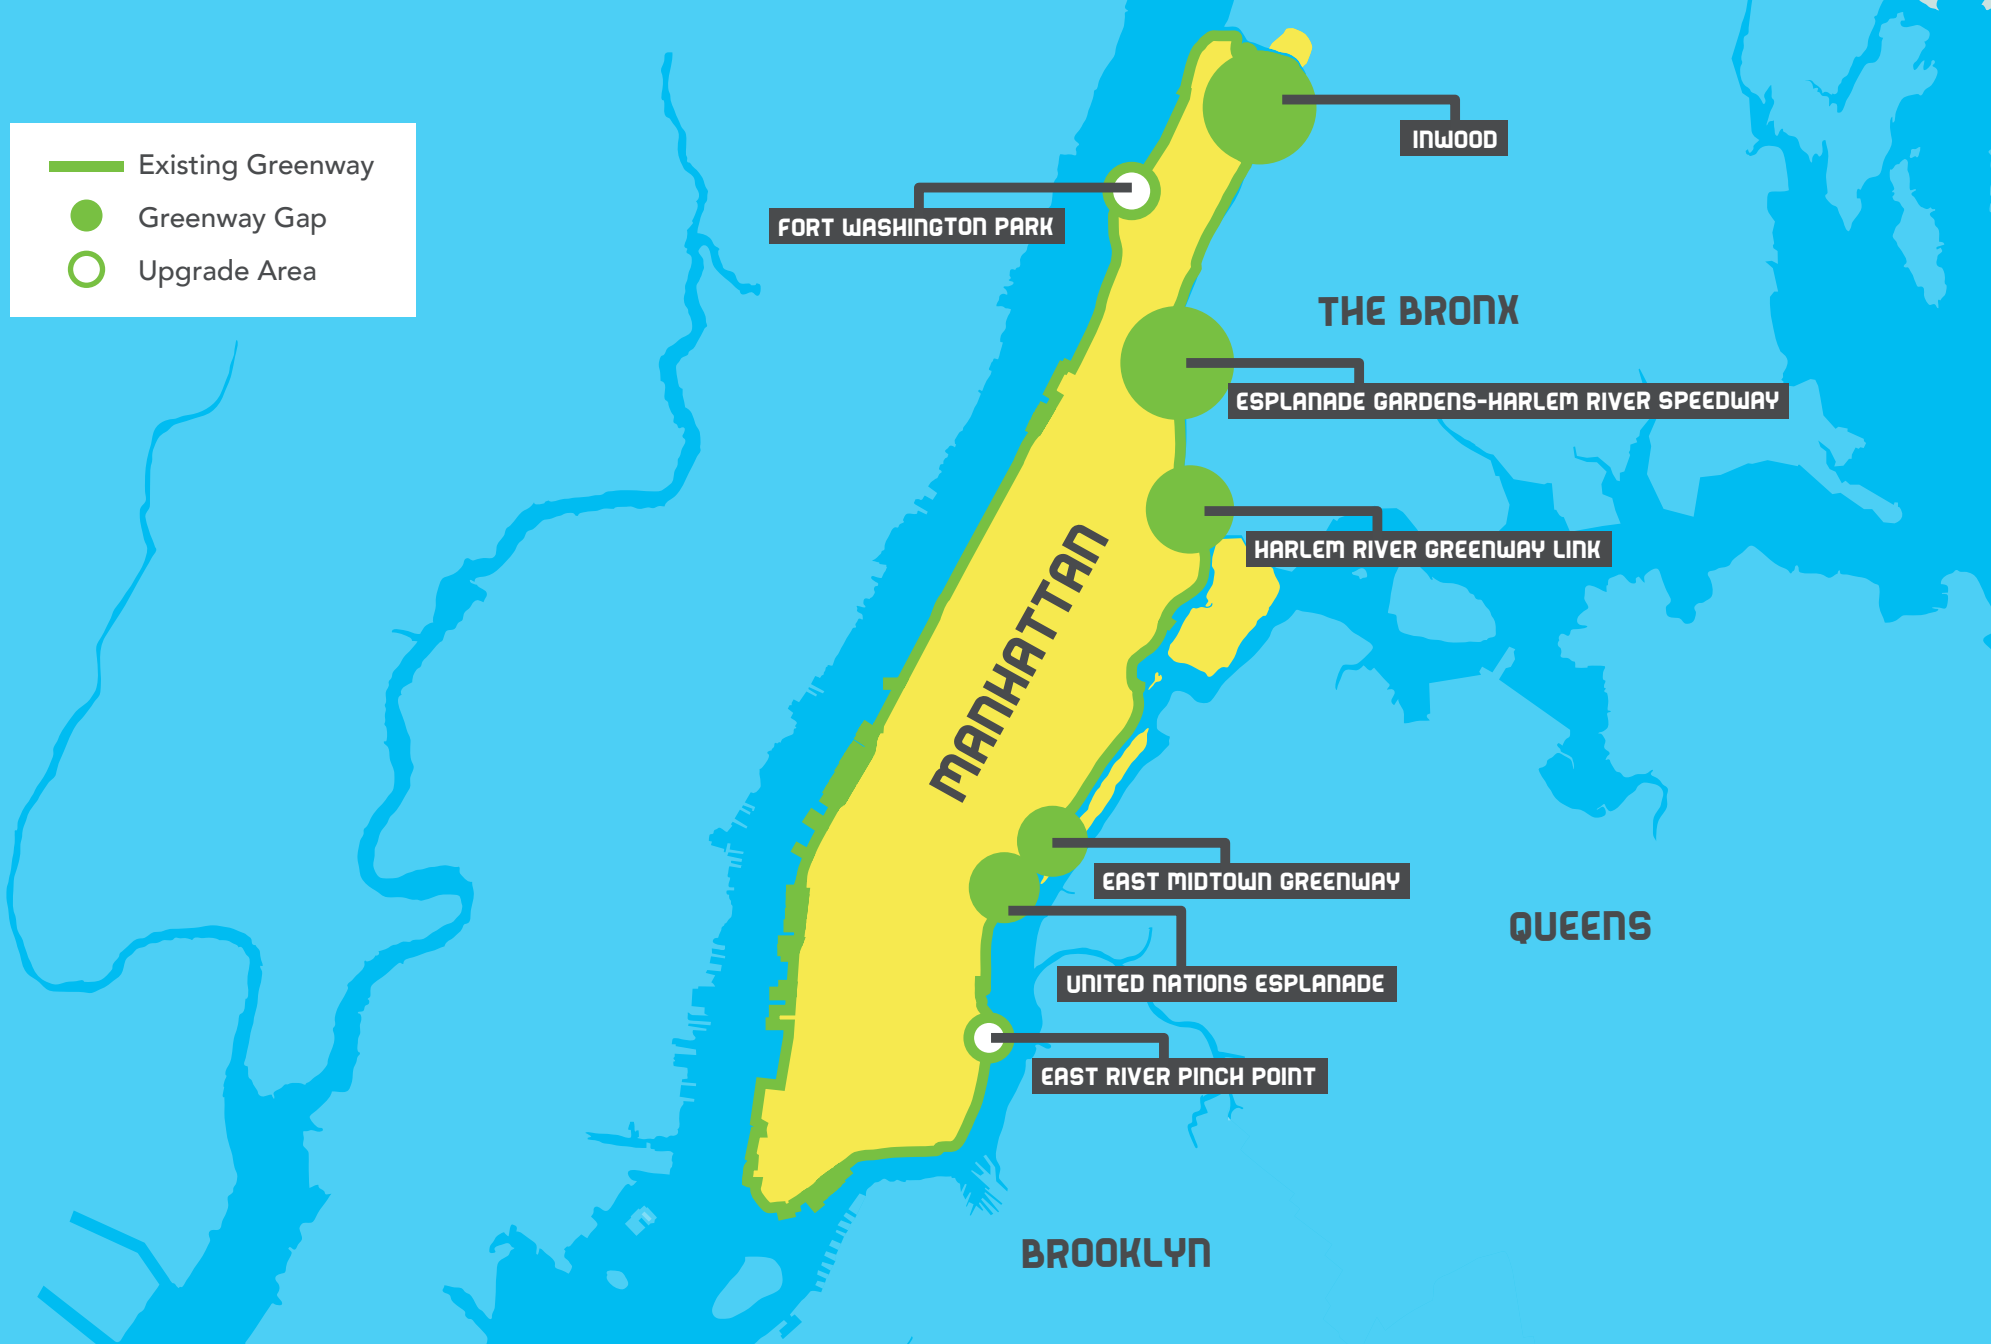 INWOOD
Existing Greenway
Greenway Gap
Upgrade Area
FORT WASHINGTON PARK
THE BRONX
ESPLANADE GARDENS-HARLEM RIVER SPEEDWAY
HARLEM RIVER GREENWAY LINK
MANHATTAN
EAST MIDTOWN GREENWAY
QUEENS
UNITED NATIONS ESPLANADE
EAST RIVER PINCH POINT
BROOKLYN